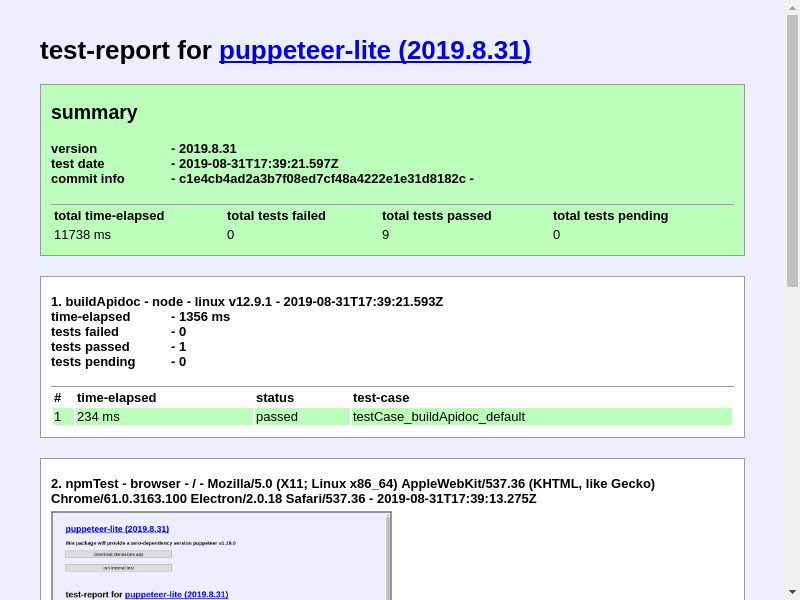 test-report for puppeteer-lite (2019.8.31)
summary
version - 2019.8.31
test date - 2019-08-31T17:39:21.597Z
commit info - c1e4cb4ad2a3b7f08ed7cf48a4222e1e31d8182c -
total time-elapsed total tests failed total tests passed total tests pending
11738 ms 0 9 0
1. buildApidoc - node - linux v12.9.1 - 2019-08-31T17:39:21.593Z
time-elapsed - 1356 ms
tests failed - 0
tests passed - 1
tests pending - 0
# time-elapsed status test-case
1 234 ms passed testCase_buildApidoc_default
2. npmTest - browser - / - Mozilla/5.0 (X11; Linux x86_64) AppleWebKit/537.36 (KHTML, like Gecko)
Chrome/61.0.3163.100 Electron/2.0.18 Safari/537.36 - 2019-08-31T17:39:13.275Z
puppeteer-lite (2019.8.31)
this package will provide a zero-dependency version puppeteer v1.19.0
download standalone app
run internal test
test-report for puppeteer-lite (2019.8.31)